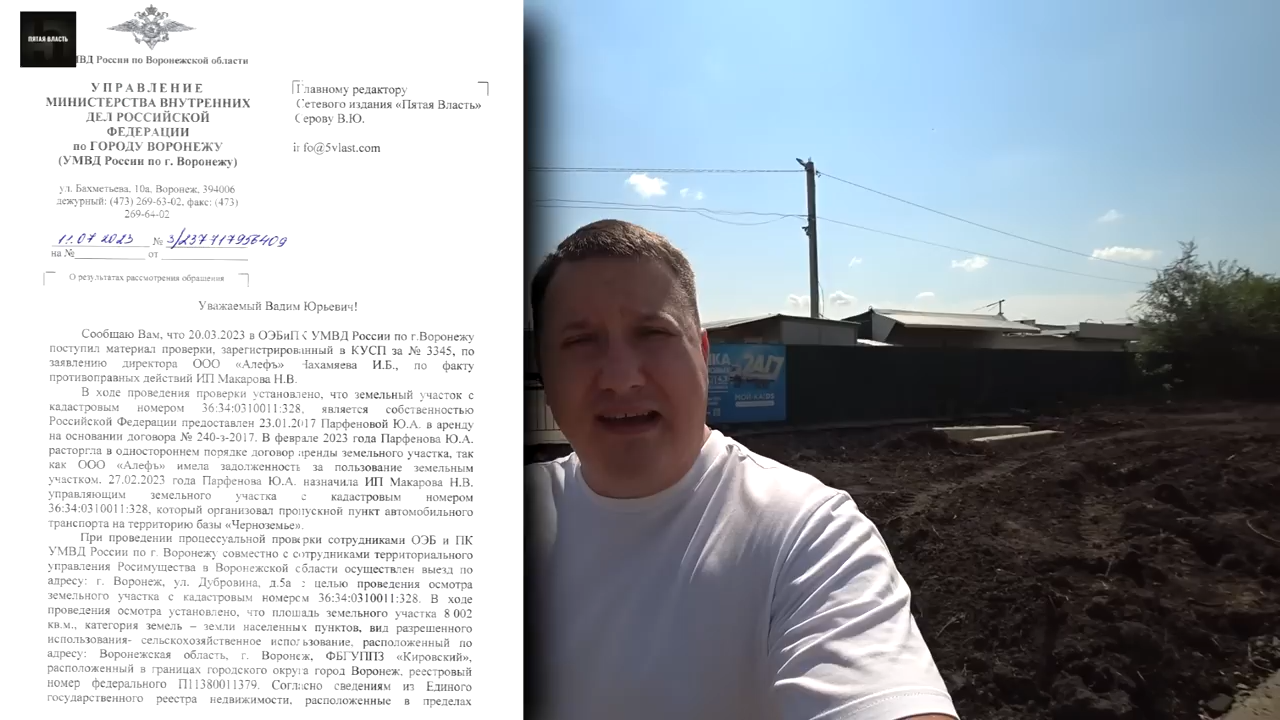 ПЯТАЯ ВЛАСТЬ
МВД России по Воронежской области
УПРАВЛЕНИЕ
МИНИСТЕРСТВА ВНУТРЕННИХ
ДЕЛ РОССИЙСКОЙ
ФЕДЕРАЦИИ
по ГОРОДУ ВОРОНЕЖУ
(УМВД России по г. Воронежу)
ул. Бахметьева, 10а, Воронеж, 394006
дежурный: (473) 269-63-02, факс: (473)
269-64-02
11.07 2023 № 3/237717956409
на № от
О результатах рассмотрения обращения
Главному редактору
Сетевого издания «Пятая Власть»
Серову В.Ю.
info@5vlast.com
Уважаемый Вадим Юрьевич!
Сообщаю Вам, что 20.03.2023 в ОЭБиПК УМВД России по г.Воронежу
поступил материал проверки, зарегистрированный в КУСП за № 3345, по
заявлению директора ООО «Алефъ» Нахамяева И.Б., по факту
противоправных действий ИП Макарова Н.В.
В ходе проведения проверки установлено, что земельный участок с
кадастровым номером 36:34:0310011:328, является собственностью
Российской Федерации предоставлен 23.01.2017 Парфеновой Ю.А. в аренду
на основании договора № 240-з-2017. В феврале 2023 года Парфенова Ю.А.
расторгла в одностороннем порядке договор аренды земельного участка, так
как ООО «Алефъ» имела задолженность за пользование земельным
участком. 27.02.2023 года Парфенова Ю.А. назначила ИП Макарова Н.В.
управляющим земельного участка с кадастровым номером
36:34:0310011:328, который организовал пропускной пункт автомобильного
транспорта на территорию базы «Черноземье».
При проведении процессуальной проверки сотрудниками ОЭБ и ПК
УМВД России по г. Воронежу совместно с сотрудниками территориального
управления Росимущества в Воронежской области осуществлен выезд по
адресу: г. Воронеж, ул. Дубровина, д.5а с целью проведения осмотра
земельного участка с кадастровым номером 36:34:0310011:328. В ходе
проведения осмотра установлено, что площадь земельного участка 8 002
кв.м., категория земель – земли населенных пунктов, вид разрешенного
использования- сельскохозяйственное использование, расположенный по
адресу: Воронежская область, г. Воронеж, ФБГУППЗ «Кировский»,
расположенный в границах городского округа город Воронеж, реестровый
номер федерального П11380011379. Согласно сведениям из Единого
государственного реестра недвижимости, расположенные в пределах
24/7